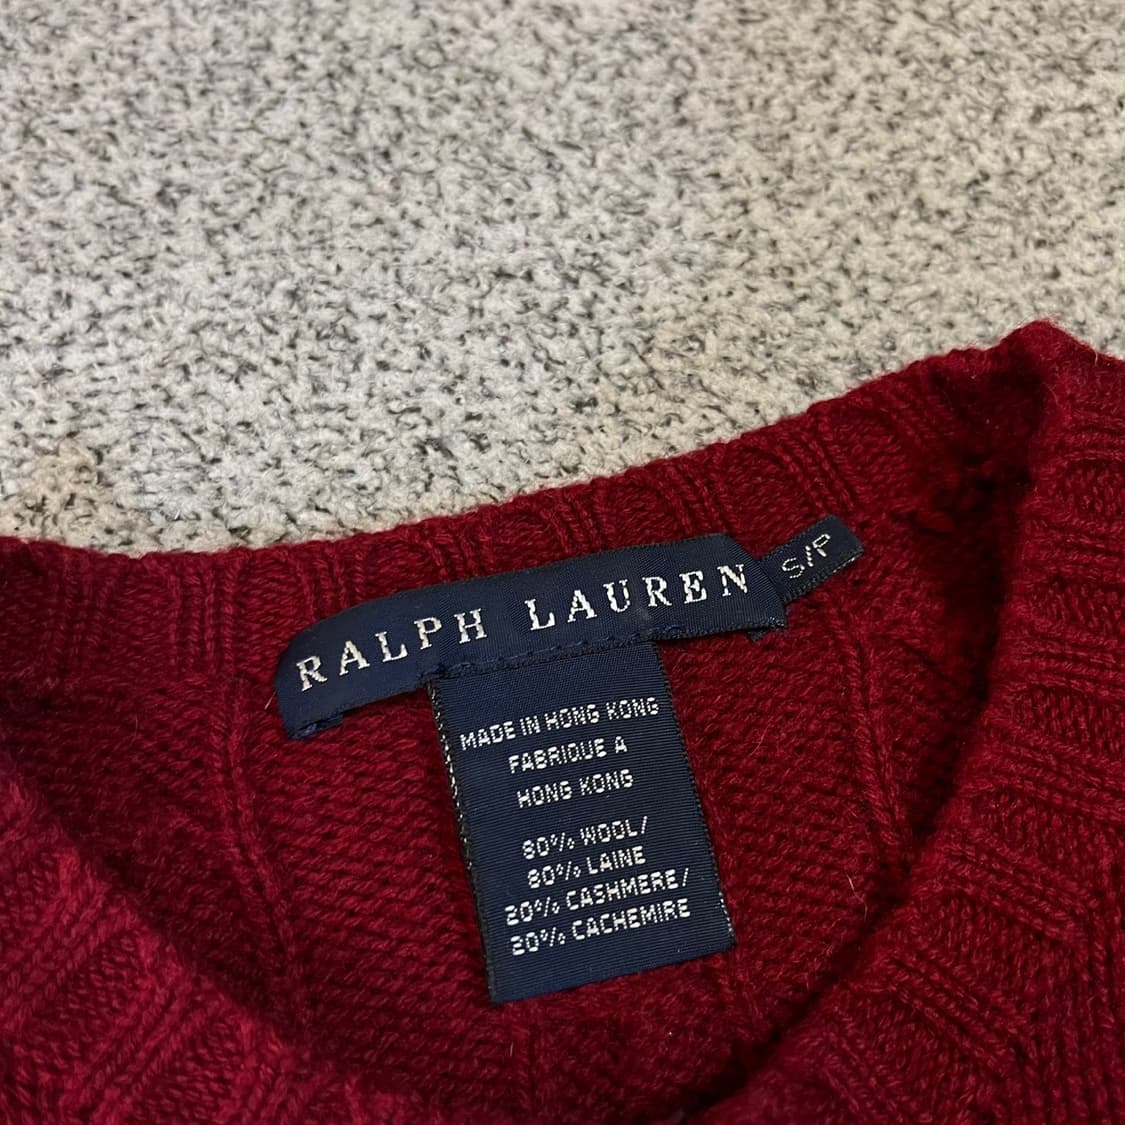 RALPH LAUREN
S/P
MADE IN HONG KONG
FABRIQUE A
HONG KONG
80% WOOL/
80% LAINE
20% CASHMERE/
20% CACHEMIRE